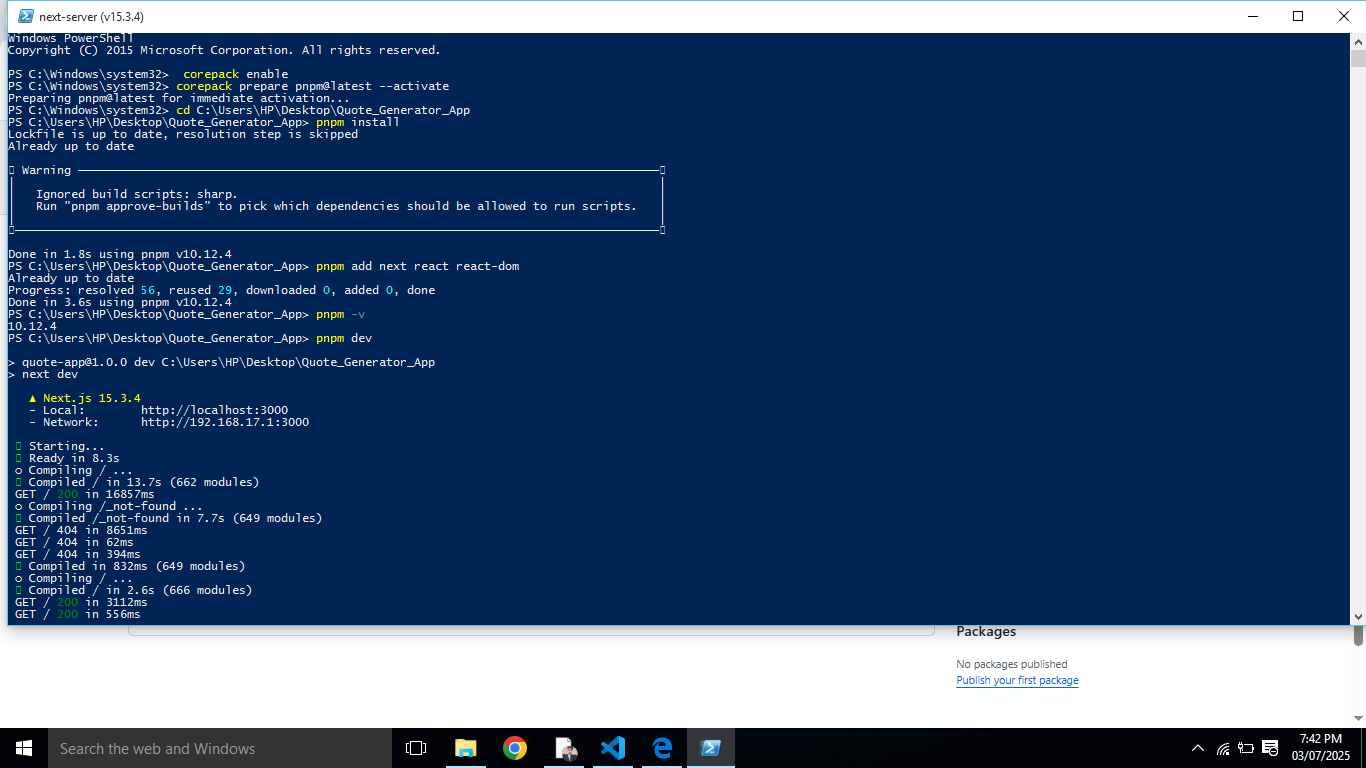 next-server (v15.3.4)
Windows PowerShell
Copyright (C) 2015 Microsoft Corporation. All rights reserved.
PS C:\Windows\system32>  corepack enable
PS C:\Windows\system32> corepack prepare pnpm@latest --activate
Preparing pnpm@latest for immediate activation...
PS C:\Windows\system32> cd C:\Users\HP\Desktop\Quote_Generator_App
PS C:\Users\HP\Desktop\Quote_Generator_App> pnpm install
Lockfile is up to date, resolution step is skipped
Already up to date
Warning
Ignored build scripts: sharp.
Run "pnpm approve-builds" to pick which dependencies should be allowed to run scripts.
Done in 1.8s using pnpm v10.12.4
PS C:\Users\HP\Desktop\Quote_Generator_App> pnpm add next react react-dom
Already up to date
Progress: resolved 56, reused 29, downloaded 0, added 0, done
Done in 3.6s using pnpm v10.12.4
PS C:\Users\HP\Desktop\Quote_Generator_App> pnpm -v
10.12.4
PS C:\Users\HP\Desktop\Quote_Generator_App> pnpm dev
> quote-app@1.0.0 dev C:\Users\HP\Desktop\Quote_Generator_App
> next dev
▲ Next.js 15.3.4
- Local:        http://localhost:3000
- Network:      http://192.168.17.1:3000
Starting...
Ready in 8.3s
○ Compiling / ...
Compiled / in 13.7s (662 modules)
GET / 200 in 16857ms
○ Compiling /_not-found ...
Compiled /_not-found in 7.7s (649 modules)
GET / 404 in 8651ms
GET / 404 in 62ms
GET / 404 in 394ms
Compiled in 832ms (649 modules)
○ Compiling / ...
Compiled / in 2.6s (666 modules)
GET / 200 in 3112ms
GET / 200 in 556ms
Packages
No packages published
Publish your first package
Search the web and Windows
7:42 PM
03/07/2025